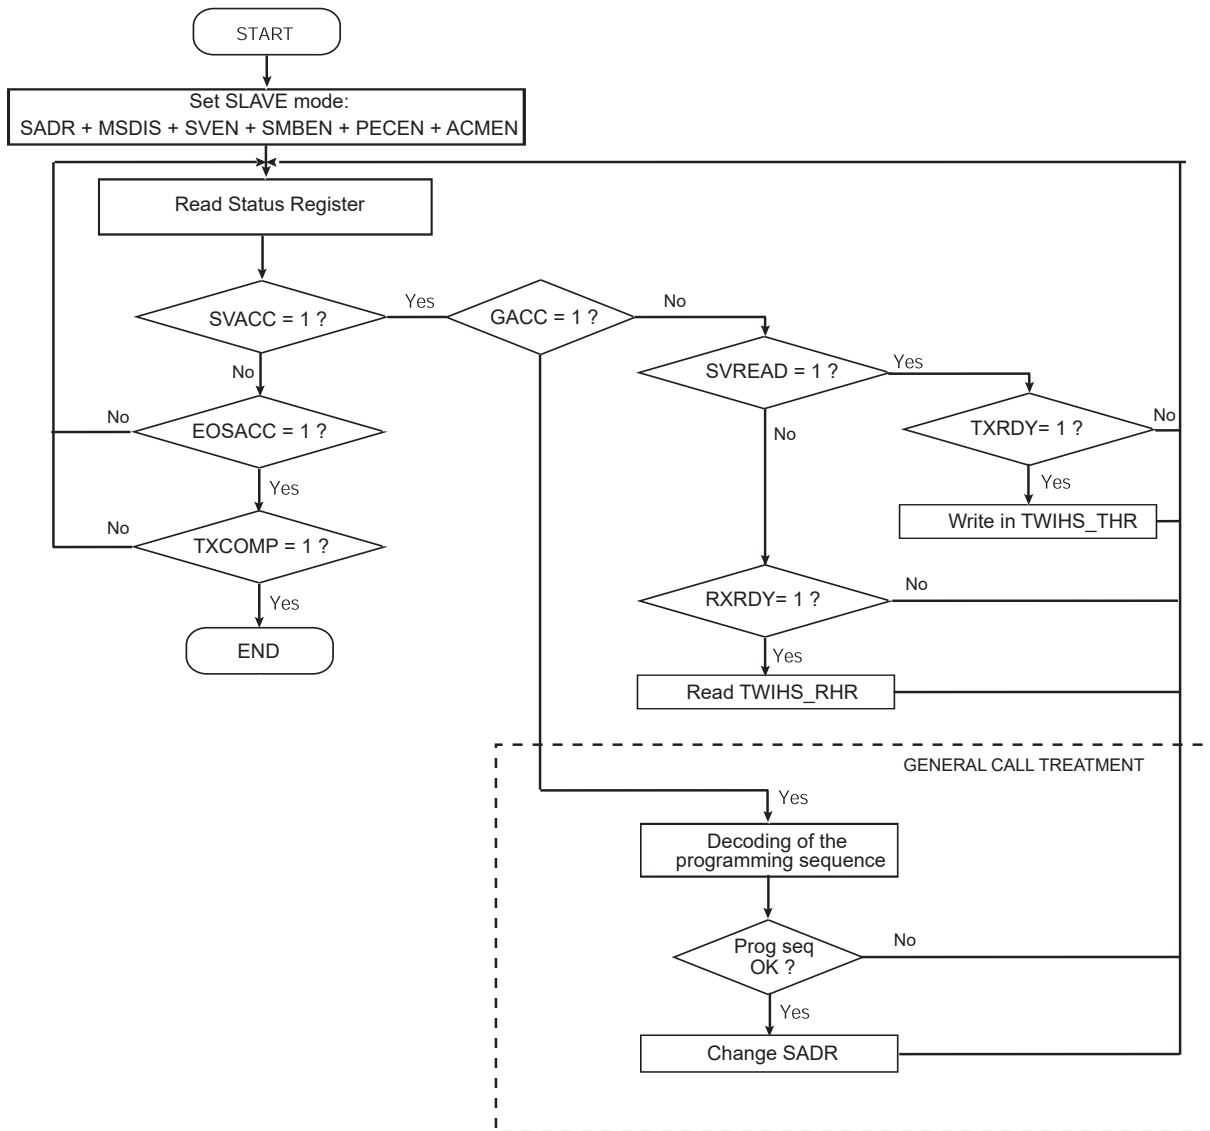 START
Set SLAVE mode:
SADR + MSDIS + SVEN + SMBEN + PECEN + ACMEN
Read Status Register
SVACC = 1 ?
Yes
GACC = 1 ?
No
SVREAD = 1 ?
Yes
No
No
EOSACC = 1 ?
No
TXRDY= 1 ?
No
Yes
Yes
Write in TWIHS_THR
No
TXCOMP = 1 ?
Yes
RXRDY= 1 ?
No
END
Yes
Read TWIHS_RHR
GENERAL CALL TREATMENT
Yes
Decoding of the
programming sequence
Prog seq
OK ?
No
Yes
Change SADR